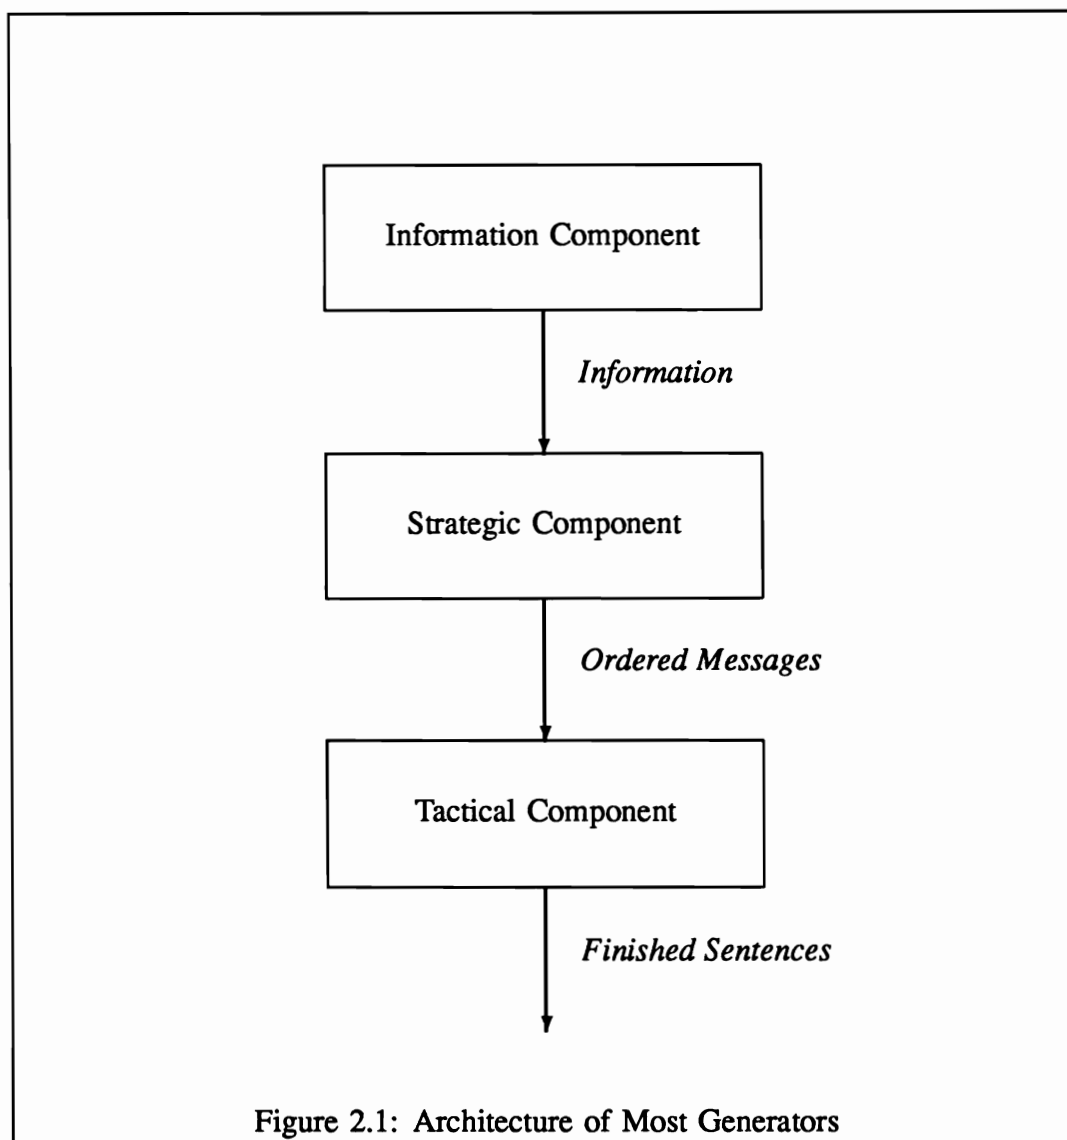 Information Component
Information
Strategic Component
Ordered Messages
Tactical Component
Finished Sentences
Figure 2.1: Architecture of Most Generators